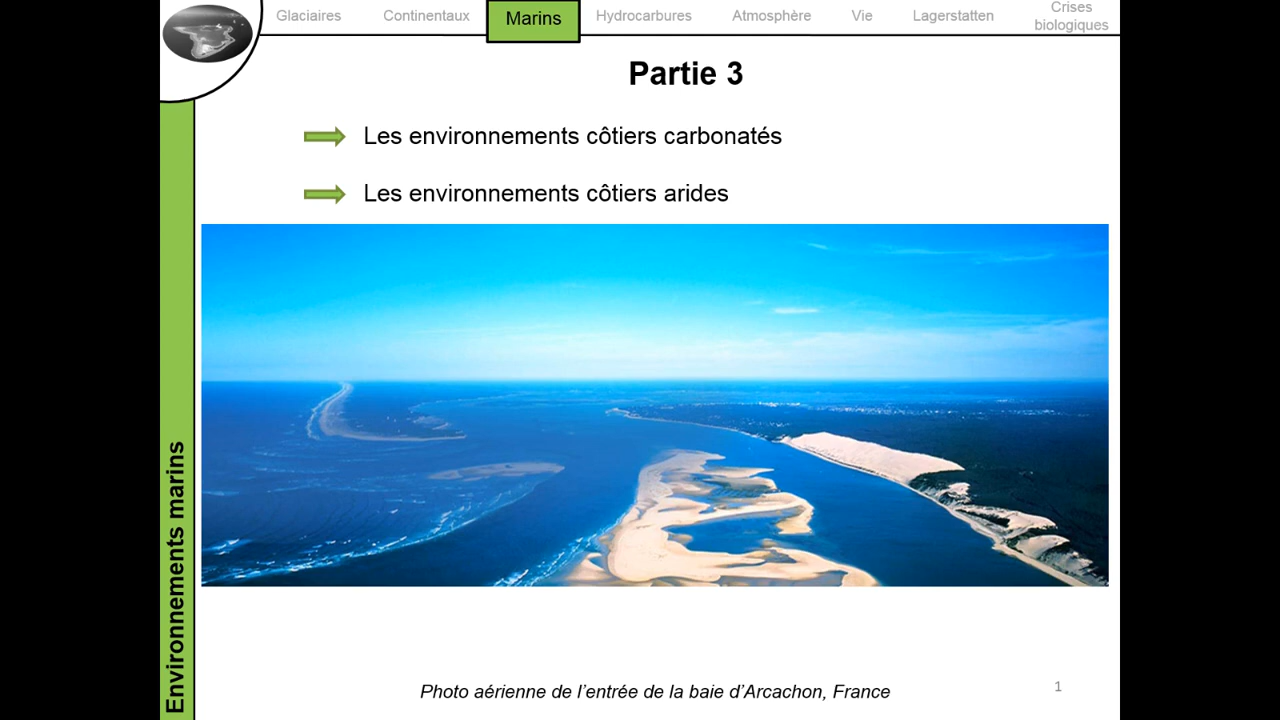 Glaciaires
Continentaux
Marins
Hydrocarbures
Atmosphère
Vie
Lagerstatten
Crises
biologiques
Partie 3
Les environnements côtiers carbonatés
Les environnements côtiers arides
Environnements marins
Photo aérienne de l’entrée de la baie d’Arcachon, France
1